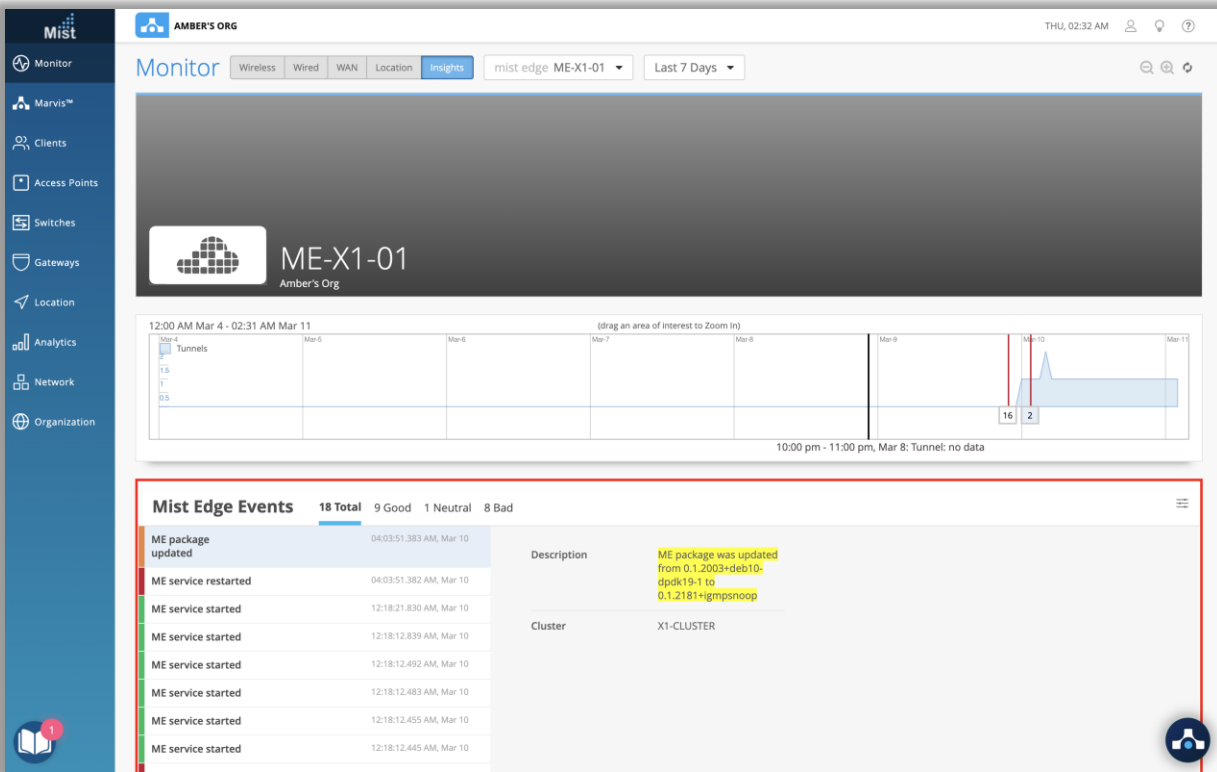 Mist
AMBER'S ORG
THU, 02:32 AM
Monitor
Marvis™
Clients
Access Points
Switches
Gateways
Location
Analytics
Network
Organization
1
Monitor Wireless Wired WAN Location Insights mist edge ME-X1-01 Last 7 Days
ME-X1-01
Amber's Org
12:00 AM Mar 4 - 02:31 AM Mar 11 (drag an area of interest to Zoom In)
Mar-4 Mar-5 Mar-6 Mar-7 Mar-8 Mar-9 Mar-10 Mar-11
Tunnels
2
1.5
1
0.5
16 2
10:00 pm - 11:00 pm, Mar 8: Tunnel: no data
Mist Edge Events 18 Total 9 Good 1 Neutral 8 Bad
ME package
updated
04:03:51.383 AM, Mar 10
ME service restarted 04:03:51.382 AM, Mar 10
ME service started 12:18:21.830 AM, Mar 10
ME service started 12:18:12.839 AM, Mar 10
ME service started 12:18:12.492 AM, Mar 10
ME service started 12:18:12.483 AM, Mar 10
ME service started 12:18:12.455 AM, Mar 10
ME service started 12:18:12.445 AM, Mar 10
Description
ME package was updated
from 0.1.2003+deb10-
dpdk19-1 to
0.1.2181+igmpsnoop
Cluster X1-CLUSTER